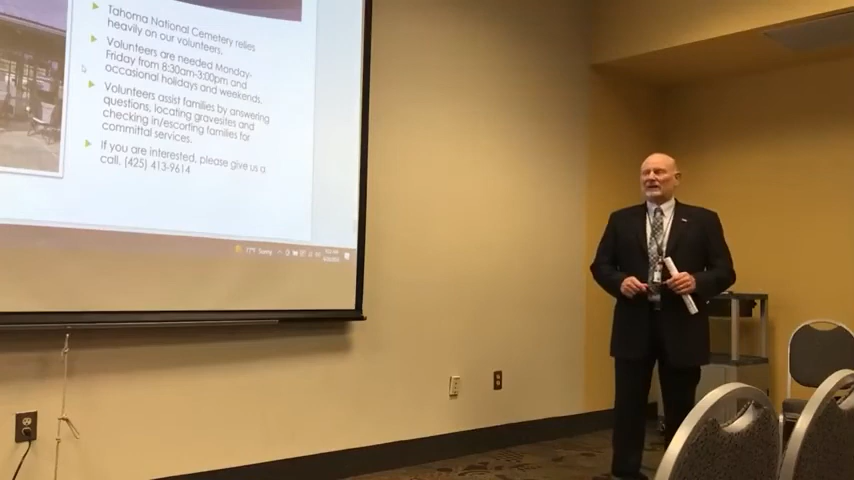 Tahoma National Cemetery relies
heavily on our volunteers.
Volunteers are needed Monday-
Friday from 8:30am-3:00pm and
occasional holidays and weekends.
Volunteers assist families by answering
questions, locating gravesites and
checking in/escorting families for
committal services.
If you are interested, please give us a
call. (425) 413-9614
Sunny